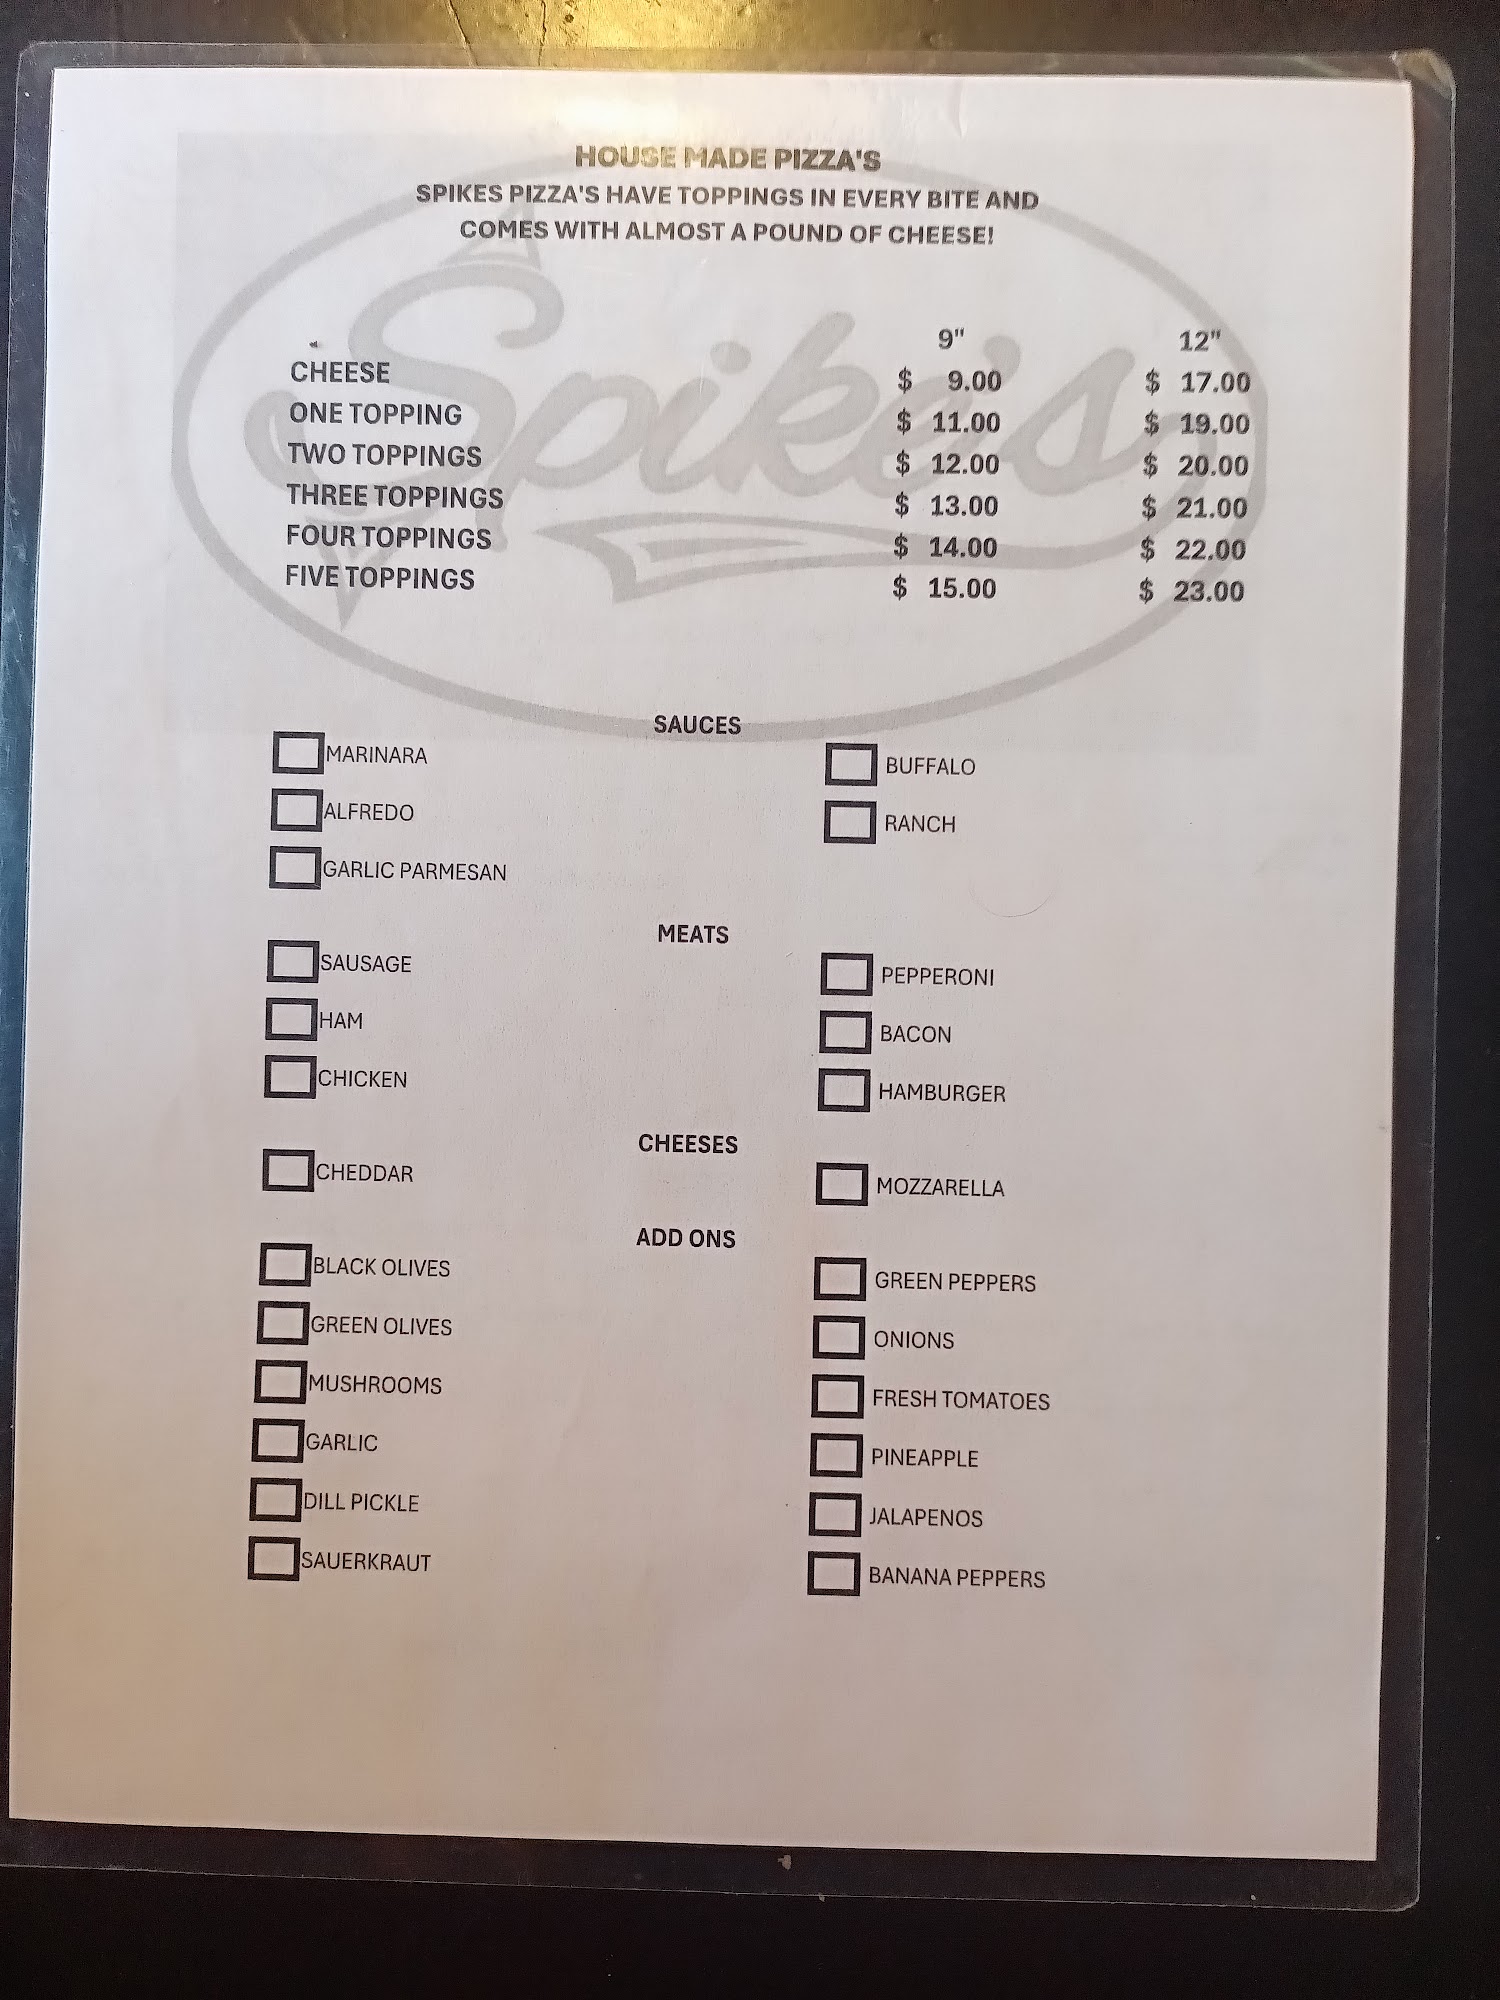 HOUSE MADE PIZZA'S
SPIKES PIZZA'S HAVE TOPPINGS IN EVERY BITE AND
COMES WITH ALMOST A POUND OF CHEESE!
Spike's
9" 12"
CHEESE $ 9.00 $ 17.00
ONE TOPPING $ 11.00 $ 19.00
TWO TOPPINGS $ 12.00 $ 20.00
THREE TOPPINGS $ 13.00 $ 21.00
FOUR TOPPINGS $ 14.00 $ 22.00
FIVE TOPPINGS $ 15.00 $ 23.00
SAUCES
MARINARA BUFFALO
ALFREDO RANCH
GARLIC PARMESAN
MEATS
SAUSAGE PEPPERONI
HAM BACON
CHICKEN HAMBURGER
CHEESES
CHEDDAR MOZZARELLA
ADD ONS
BLACK OLIVES GREEN PEPPERS
GREEN OLIVES ONIONS
MUSHROOMS FRESH TOMATOES
GARLIC PINEAPPLE
DILL PICKLE JALAPENOS
SAUERKRAUT BANANA PEPPERS